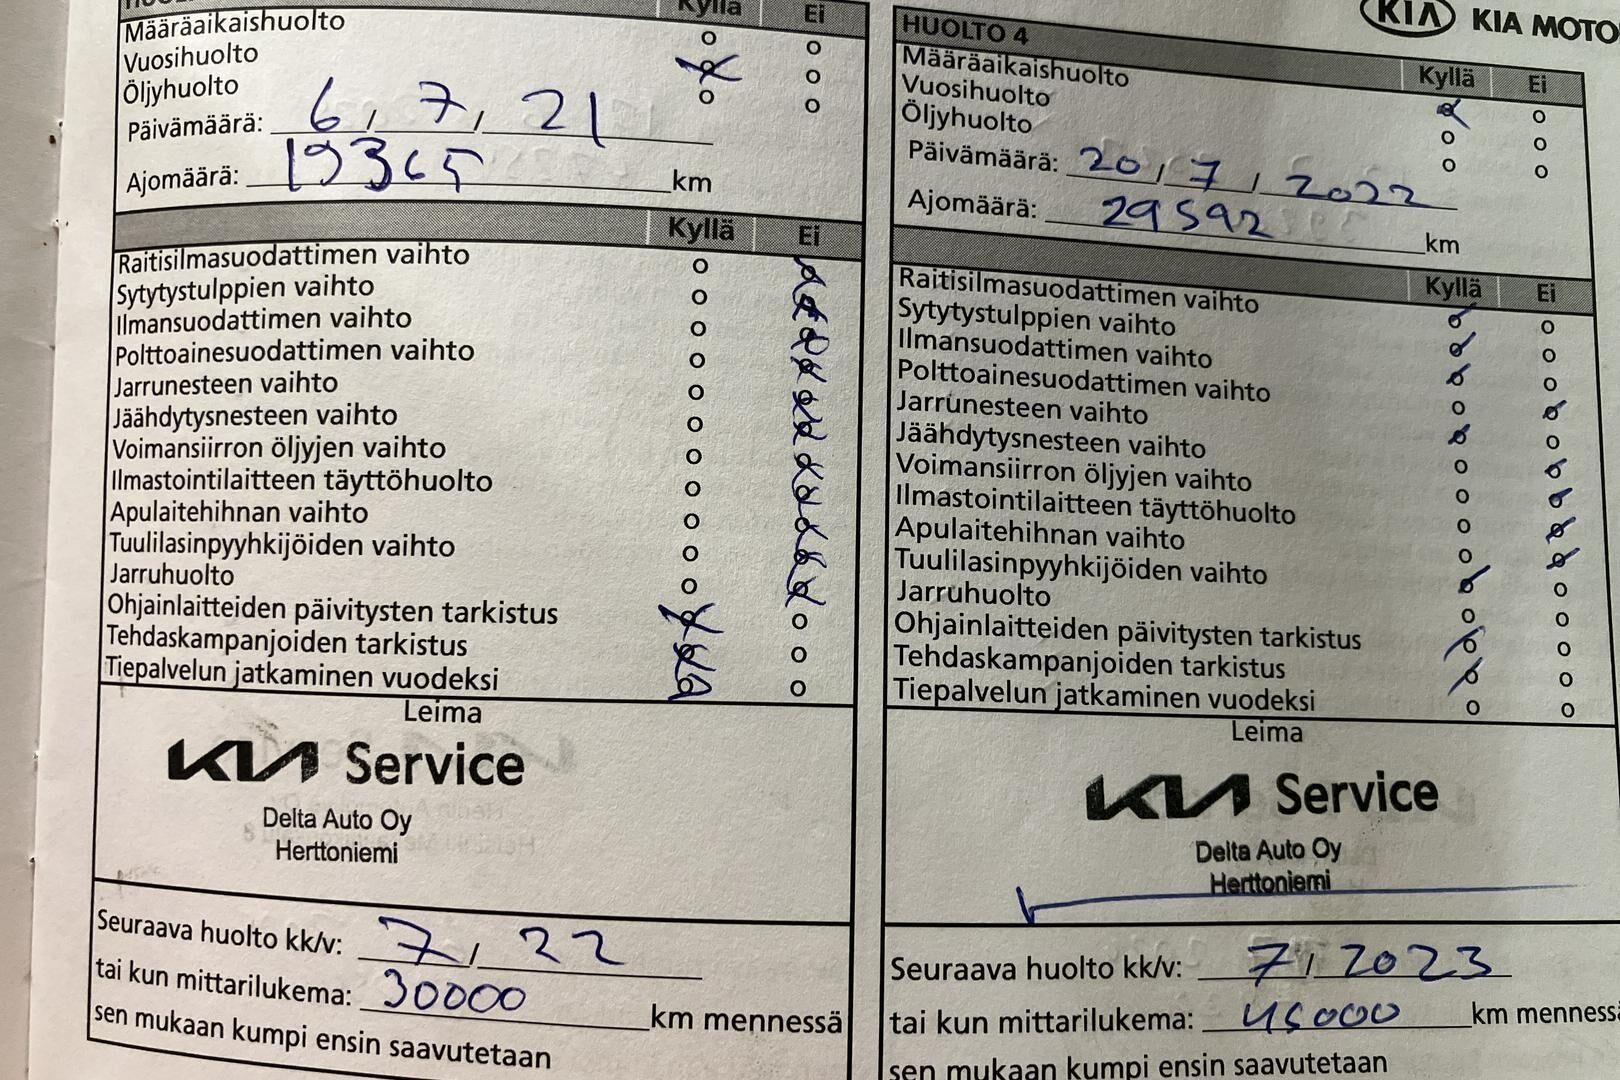 Kyllä Ei
Määräaikaishuolto
Vuosihuolto
Öljyhuolto
Päivämäärä: 6, 7, 21
Ajomäärä: 19365 km
Kyllä Ei
Raitisilmasuodattimen vaihto
Sytytystulppien vaihto
Ilmansuodattimen vaihto
Polttoainesuodattimen vaihto
Jarrunesteen vaihto
Jäähdytysnesteen vaihto
Voimansiirron öljyjen vaihto
Ilmastointilaitteen täyttöhuolto
Apulaitehihnan vaihto
Tuulilasinpyyhkijöiden vaihto
Jarruhuolto
Ohjainlaitteiden päivitysten tarkistus
Tehdaskampanjoiden tarkistus
Tiepalvelun jatkaminen vuodeksi
Leima
KIA Service
Delta Auto Oy
Herttoniemi
Seuraava huolto kk/v: 7, 22
tai kun mittarilukema: 30000 km mennessä
sen mukaan kumpi ensin saavutetaan
KIA KIA MOTO
HUOLTO 4
Kyllä Ei
Määräaikaishuolto
Vuosihuolto
Öljyhuolto
Päivämäärä: 20, 7, 2022
Ajomäärä: 29592 km
Kyllä Ei
Raitisilmasuodattimen vaihto
Sytytystulppien vaihto
Ilmansuodattimen vaihto
Polttoainesuodattimen vaihto
Jarrunesteen vaihto
Jäähdytysnesteen vaihto
Voimansiirron öljyjen vaihto
Ilmastointilaitteen täyttöhuolto
Apulaitehihnan vaihto
Tuulilasinpyyhkijöiden vaihto
Jarruhuolto
Ohjainlaitteiden päivitysten tarkistus
Tehdaskampanjoiden tarkistus
Tiepalvelun jatkaminen vuodeksi
Leima
KIA Service
Delta Auto Oy
Herttoniemi
Seuraava huolto kk/v: 7, 2023
tai kun mittarilukema: 45000 km mennessä
sen mukaan kumpi ensin saavutetaan